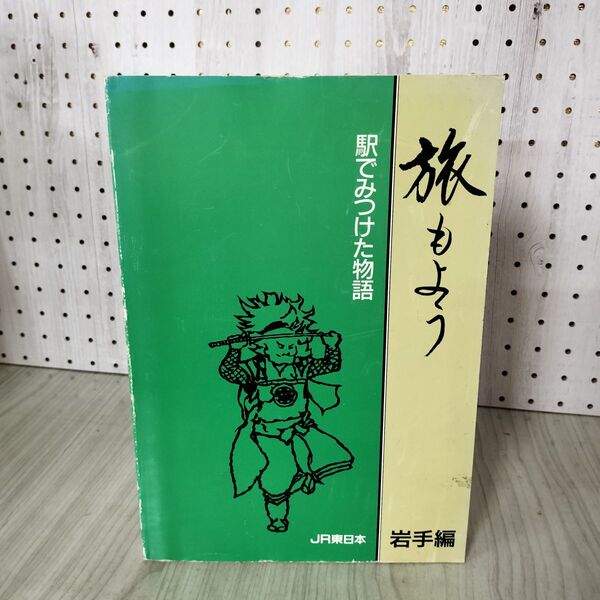 旅もよう
駅でみつけた物語
JR東日本
岩手編